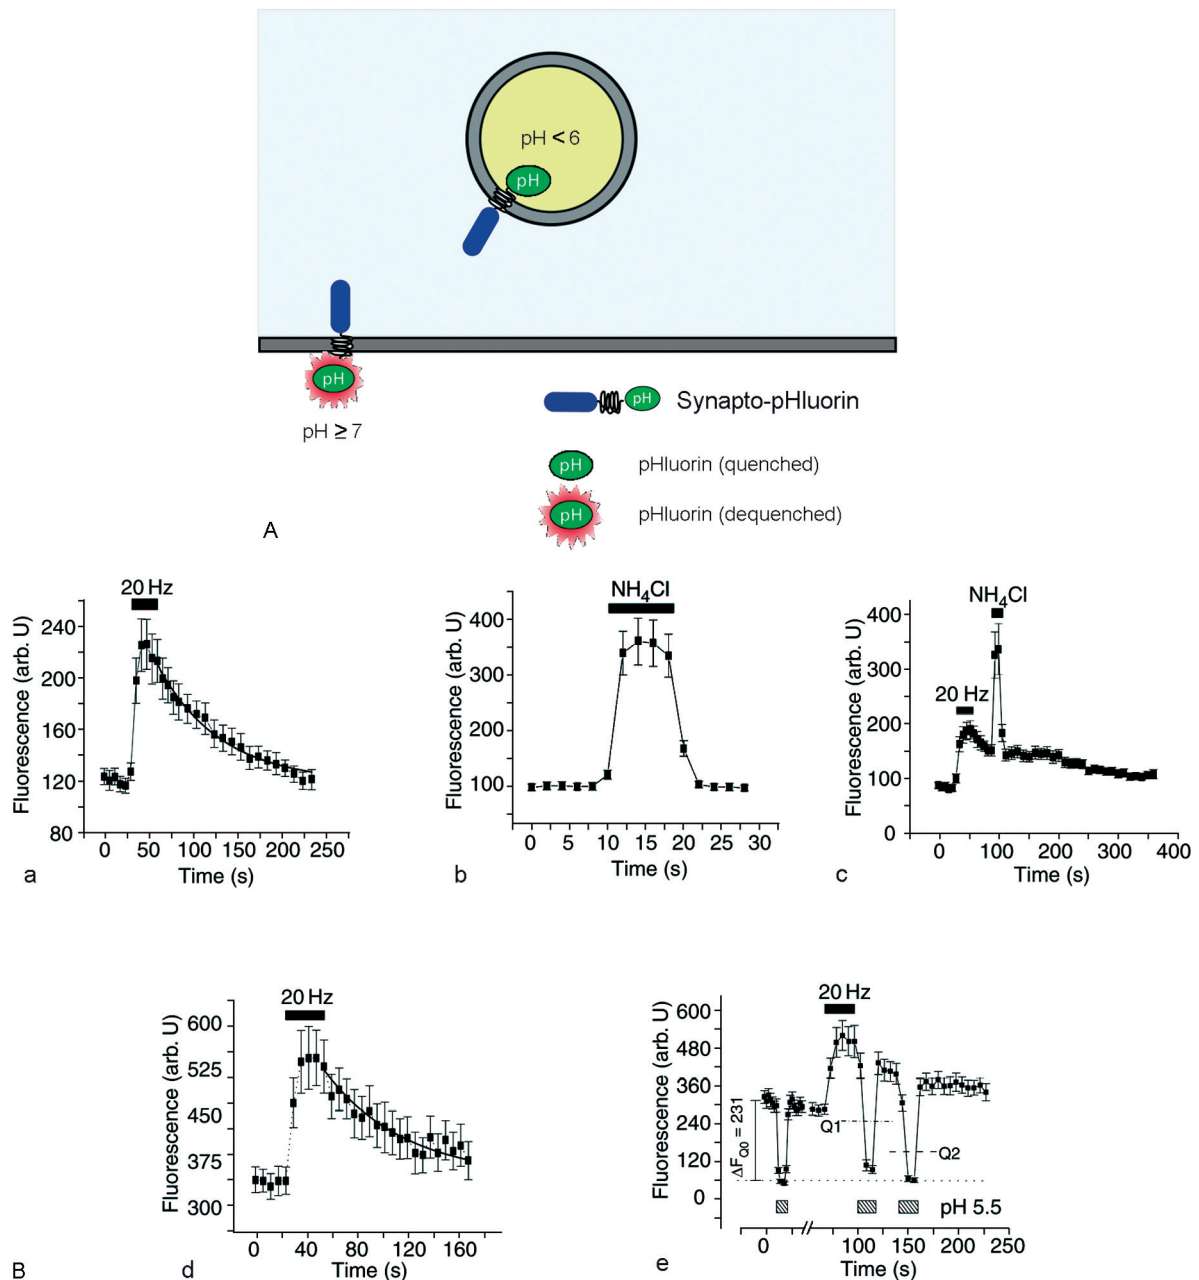 pH < 6
pH
pH
pH ≥ 7
pH Synapto-pHluorin
pH pHluorin (quenched)
pH pHluorin (dequenched)
A
20 Hz
Fluorescence (arb. U)
240
200
160
120
80
0 50 100 150 200 250
Time (s)
a
NH4Cl
Fluorescence (arb. U)
400
300
200
100
0 5 10 15 20 25 30
Time (s)
b
NH4Cl
20 Hz
Fluorescence (arb. U)
400
300
200
100
0
0 100 200 300 400
Time (s)
c
20 Hz
Fluorescence (arb. U)
600
525
450
375
300
0 40 80 120 160
Time (s)
d
20 Hz
Fluorescence (arb. U)
600
480
360
240
120
0
ΔFQ0 = 231
Q1
Q2
pH 5.5
0 100 150 200 250
Time (s)
e
B